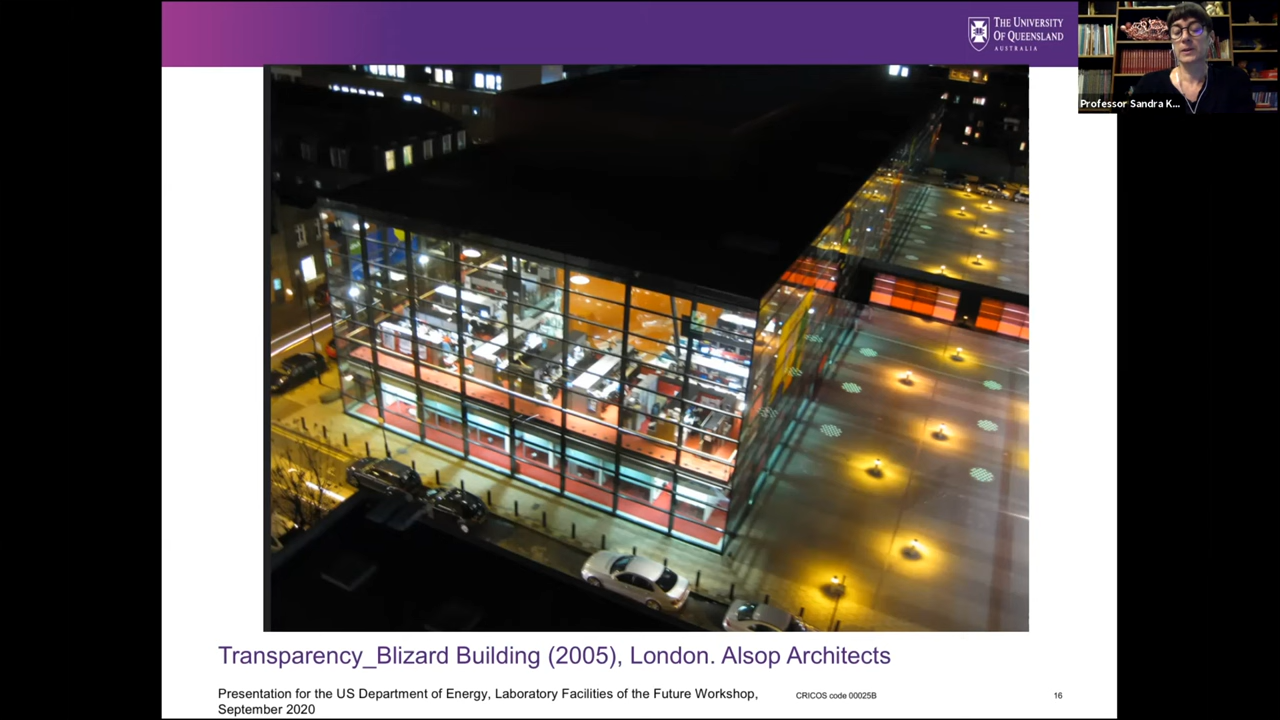 THE UNIVERSITY
OF QUEENSLAND
AUSTRALIA
Professor Sandra K...
Transparency_Blizard Building (2005), London. Alsop Architects
Presentation for the US Department of Energy, Laboratory Facilities of the Future Workshop,
September 2020
CRICOS code 00025B
16